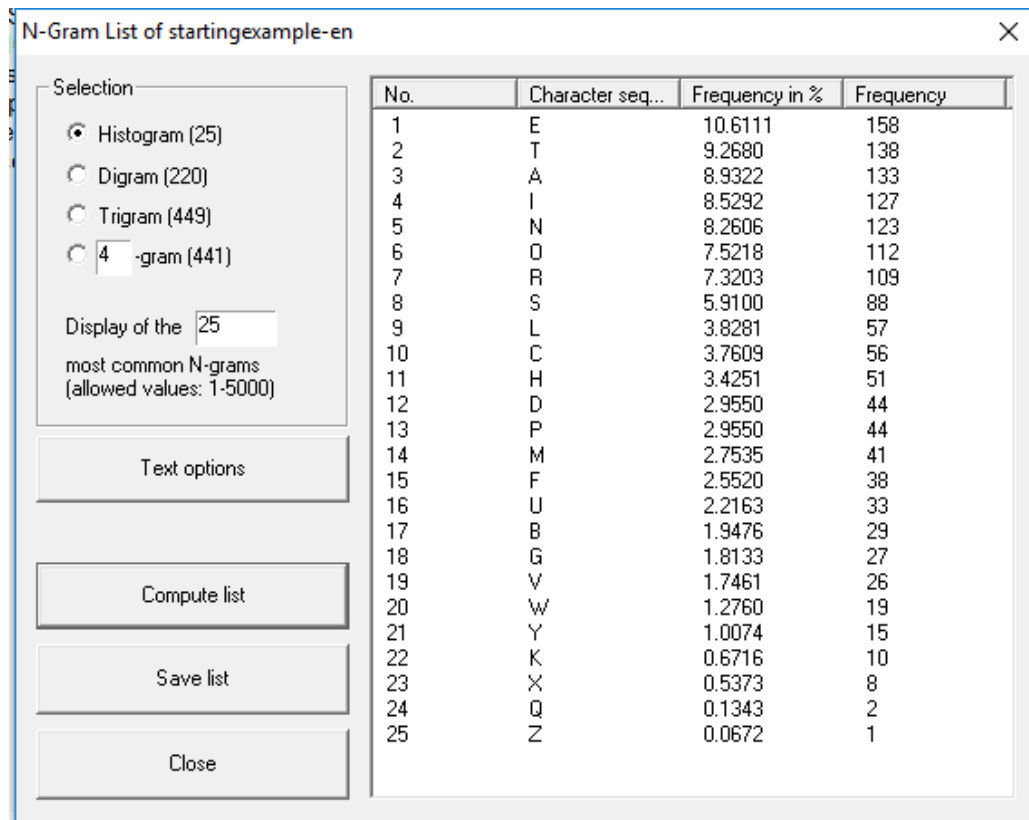 N-Gram List of startingexample-en
Selection
Histogram (25)
Digram (220)
Trigram (449)
4 -gram (441)
Display of the 25
most common N-grams
(allowed values: 1-5000)
Text options
Compute list
Save list
Close
No. Character seq... Frequency in % Frequency
1 E 10.6111 158
2 T 9.2680 138
3 A 8.9322 133
4 I 8.5292 127
5 N 8.2606 123
6 O 7.5218 112
7 R 7.3203 109
8 S 5.9100 88
9 L 3.8281 57
10 C 3.7609 56
11 H 3.4251 51
12 D 2.9550 44
13 P 2.9550 44
14 M 2.7535 41
15 F 2.5520 38
16 U 2.2163 33
17 B 1.9476 29
18 G 1.8133 27
19 V 1.7461 26
20 W 1.2760 19
21 Y 1.0074 15
22 K 0.6716 10
23 X 0.5373 8
24 Q 0.1343 2
25 Z 0.0672 1